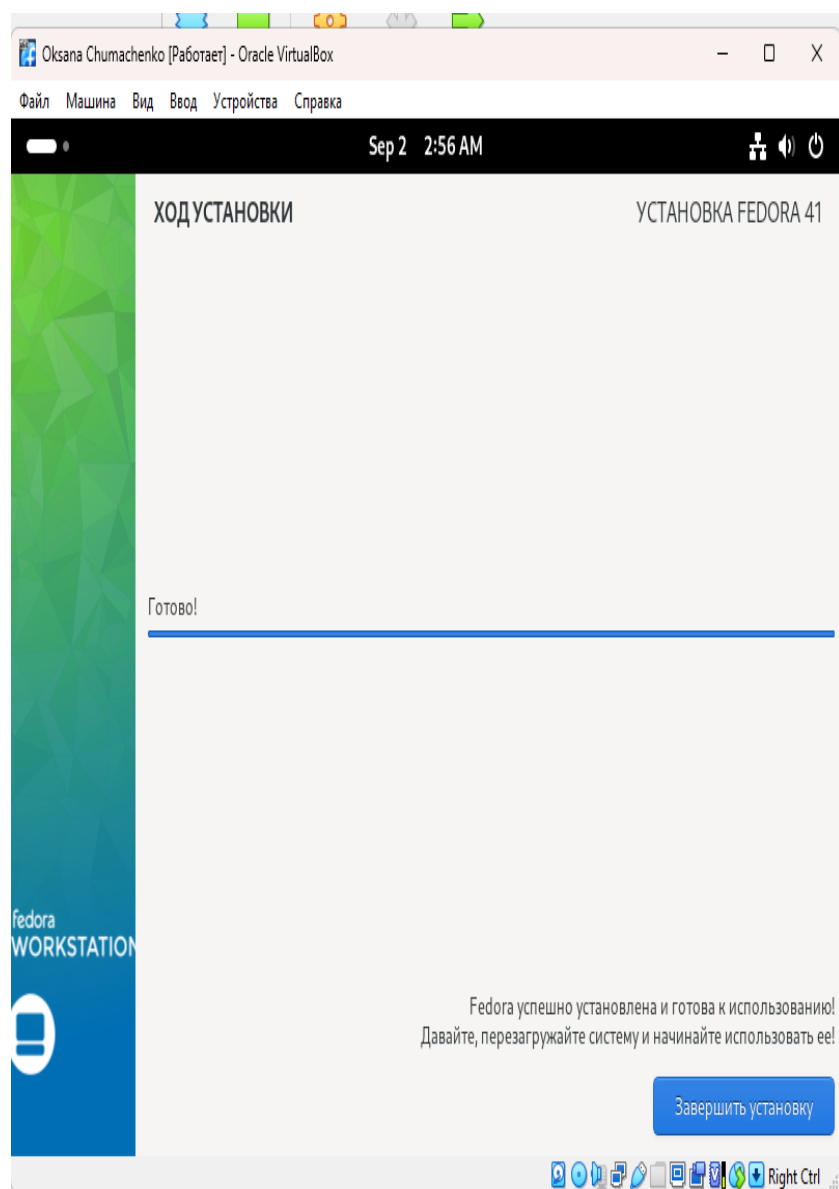 Oksana Chumachenko [Работает] - Oracle VirtualBox
Файл Машина Вид Ввод Устройства Справка
Sep 2 2:56 AM
ХОД УСТАНОВКИ
УСТАНОВКА FEDORA 41
Готово!
fedora
WORKSTATION
Fedora успешно установлена и готова к использованию!
Давайте, перезагружайте систему и начинайте использовать ее!
Завершить установку
Right Ctrl